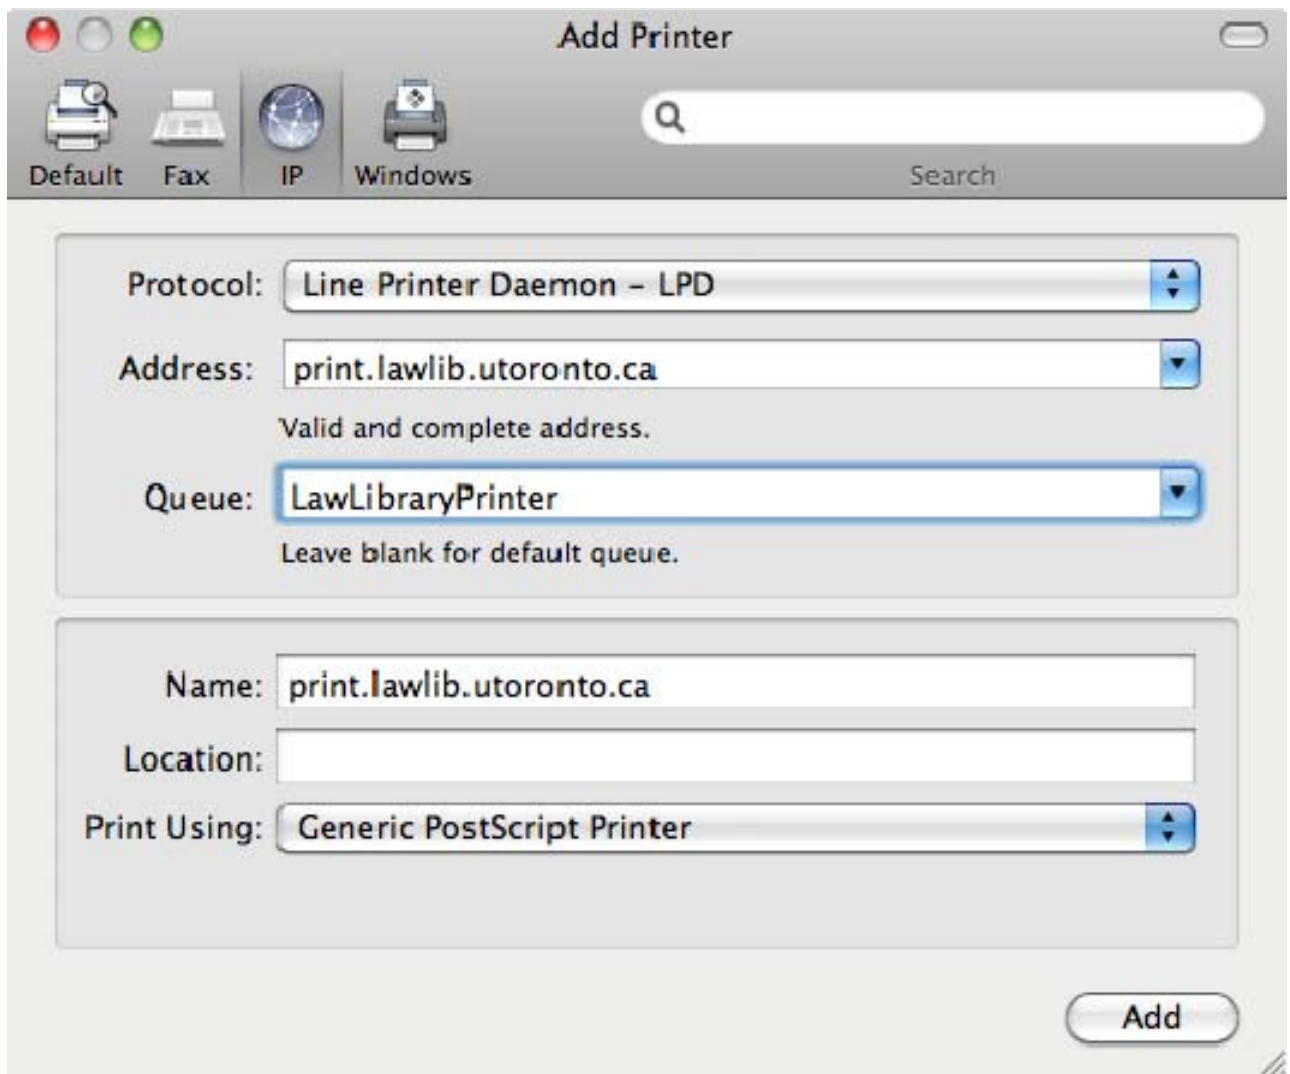 Add Printer
Default Fax IP Windows Search
Protocol: Line Printer Daemon – LPD
Address: print.lawlib.utoronto.ca
Valid and complete address.
Queue: LawLibraryPrinter
Leave blank for default queue.
Name: print.lawlib.utoronto.ca
Location:
Print Using: Generic PostScript Printer
Add